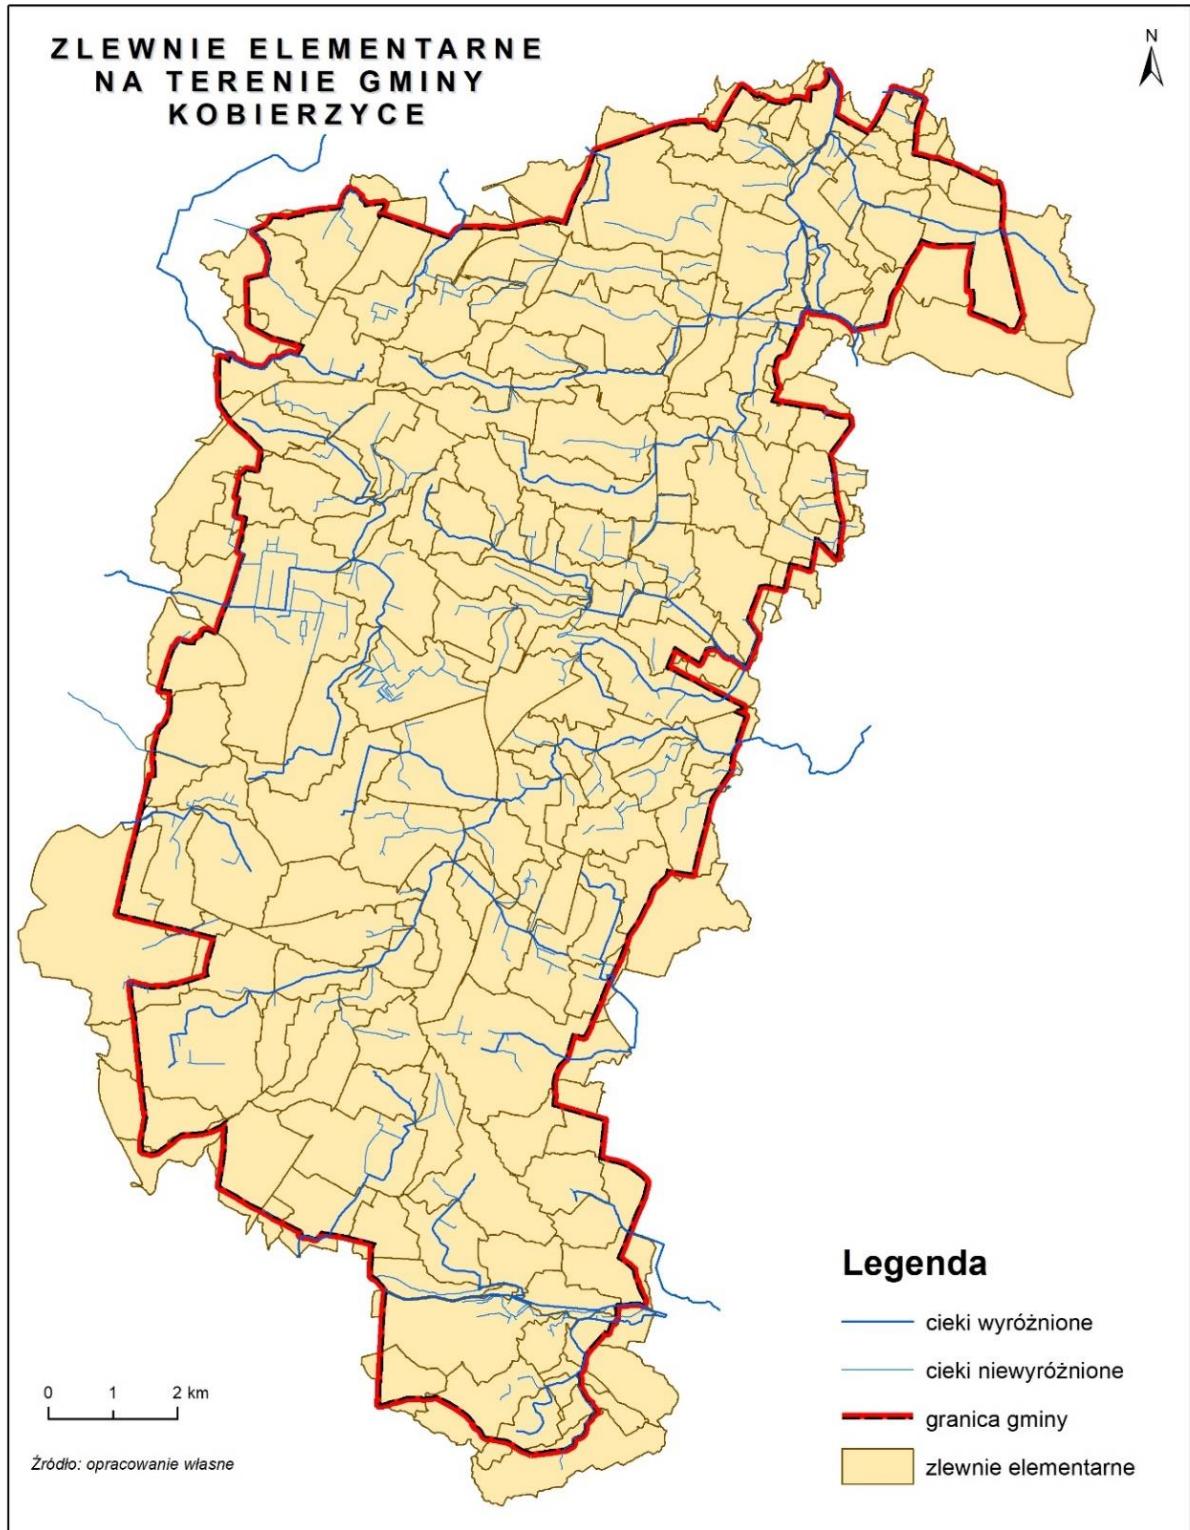 ZLEWNIE ELEMENTARNE
NA TERENIE GMINY
KOBIERZYCE
N
Legenda
cieki wyróżnione
cieki niewyróżnione
granica gminy
zlewnie elementarne
0 1 2 km
Źródło: opracowanie własne